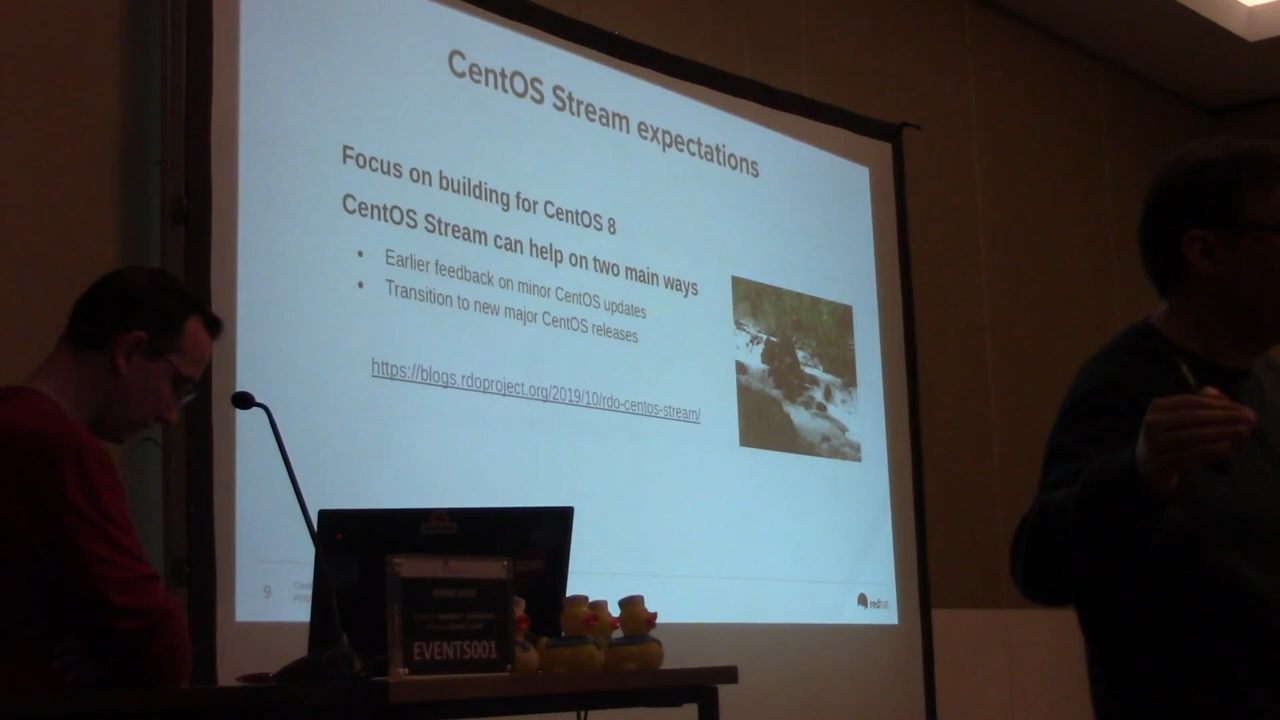 CentOS Stream expectations
Focus on building for CentOS 8
CentOS Stream can help on two main ways
• Earlier feedback on minor CentOS updates
• Transition to new major CentOS releases
https://blogs.rdoproject.org/2019/10/rdo-centos-stream/
9
redhat
EVENTS001